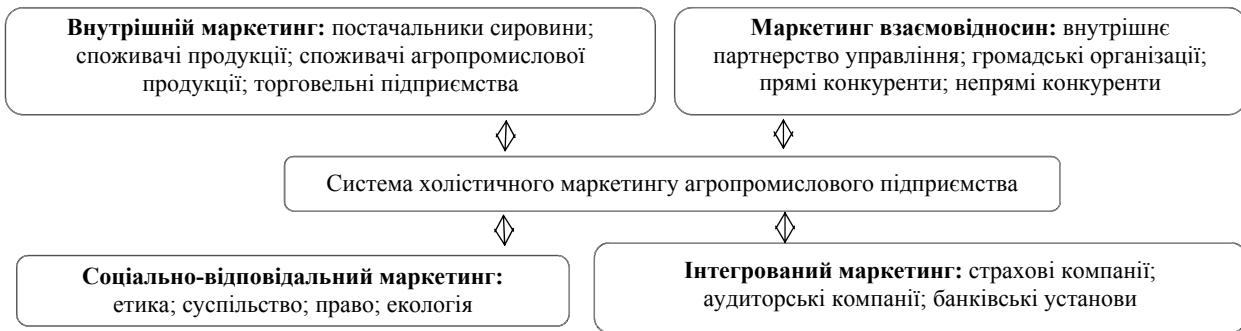 Внутрішній маркетинг: постачальники сировини;
споживачі продукції; споживачі агропромислової
продукції; торговельні підприємства
Маркетинг взаємовідносин: внутрішнє
партнерство управління; громадські організації;
прямі конкуренти; непрямі конкуренти
Система холістичного маркетингу агропромислового підприємства
Соціально-відповідальний маркетинг:
етика; суспільство; право; екологія
Інтегрований маркетинг: страхові компанії;
аудиторські компанії; банківські установи